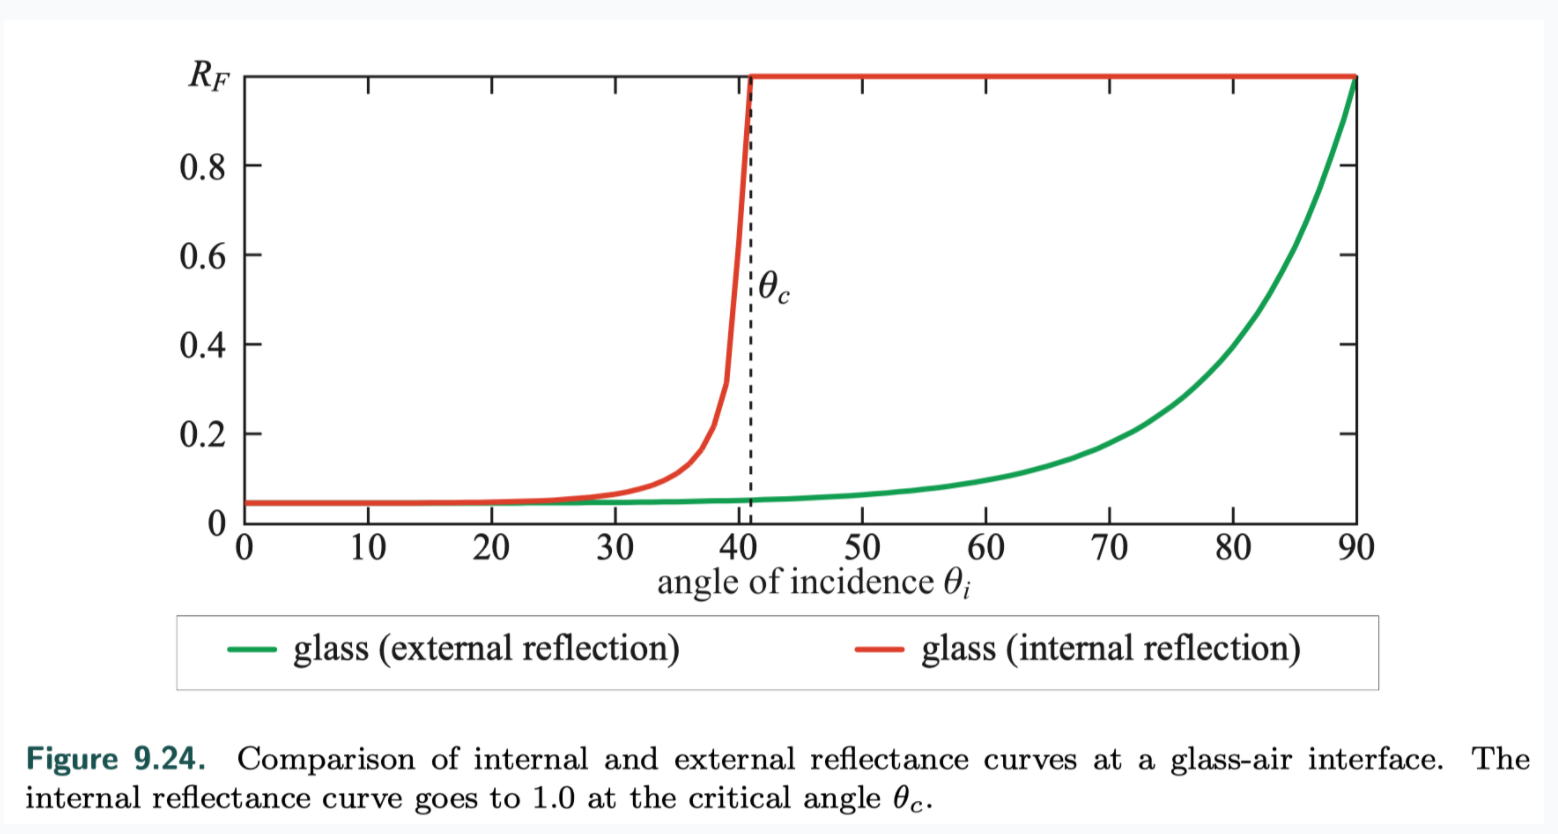 R_F
0.8
0.6
0.4
0.2
0
θ_c
0 10 20 30 40 50 60 70 80 90
angle of incidence θ_i
glass (external reflection) glass (internal reflection)
Figure 9.24. Comparison of internal and external reflectance curves at a glass-air interface. The
internal reflectance curve goes to 1.0 at the critical angle θ_c.